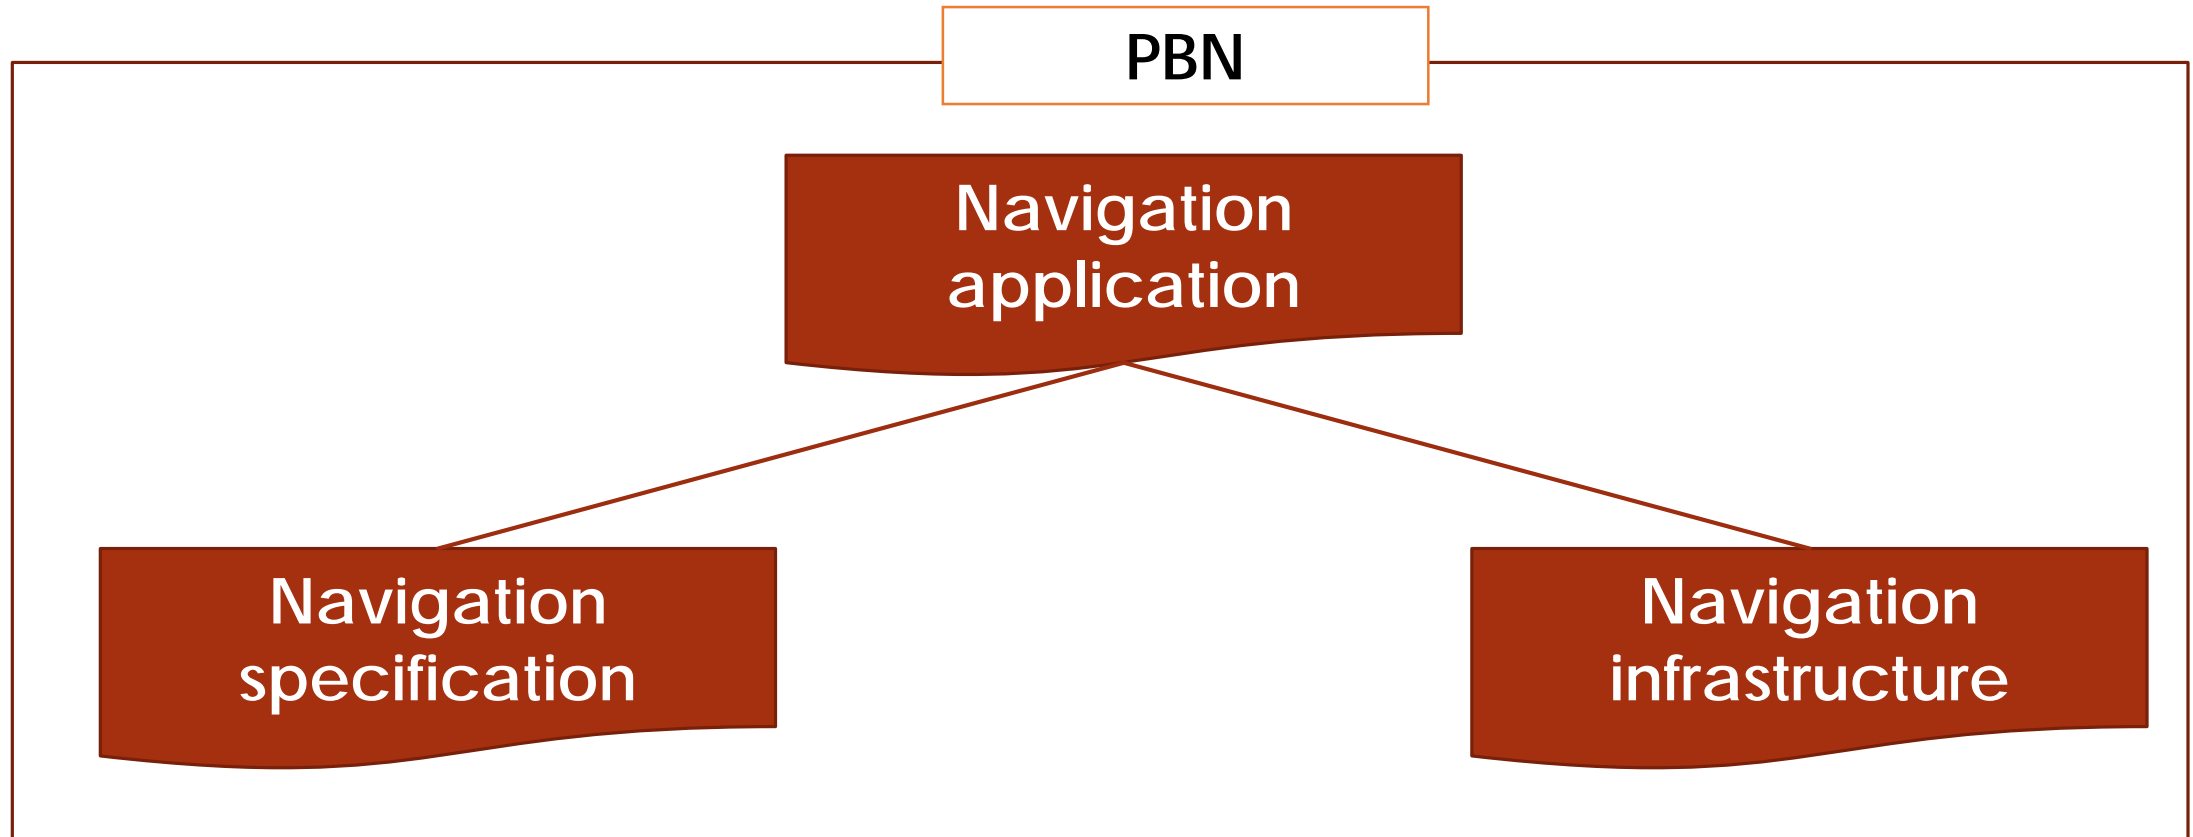 PBN
Navigation
application
Navigation
specification
Navigation
infrastructure